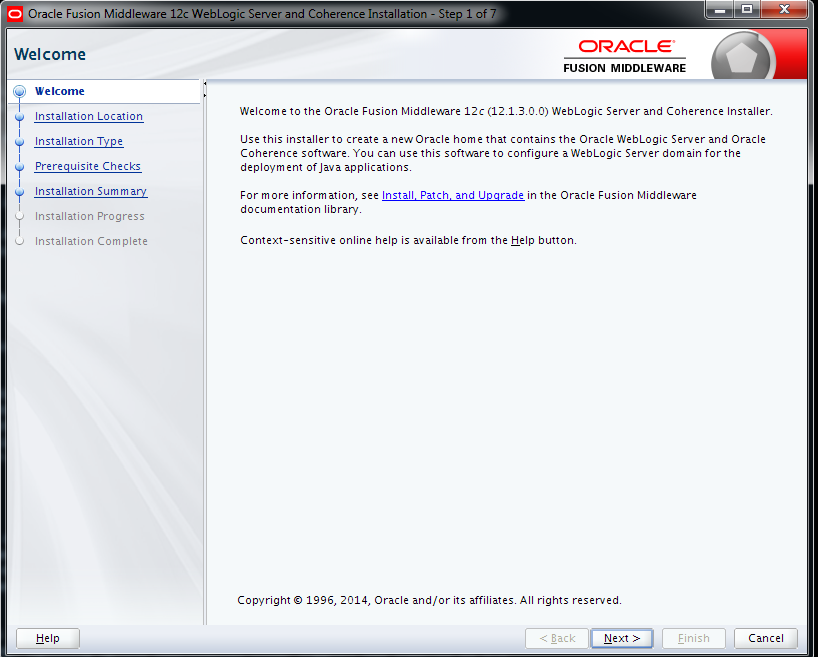 Oracle Fusion Middleware 12c WebLogic Server and Coherence Installation - Step 1 of 7
Welcome
ORACLE®
FUSION MIDDLEWARE
Welcome
Installation Location
Installation Type
Prerequisite Checks
Installation Summary
Installation Progress
Installation Complete
Welcome to the Oracle Fusion Middleware 12c (12.1.3.0.0) WebLogic Server and Coherence Installer.
Use this installer to create a new Oracle home that contains the Oracle WebLogic Server and Oracle
Coherence software. You can use this software to configure a WebLogic Server domain for the
deployment of Java applications.
For more information, see Install, Patch, and Upgrade in the Oracle Fusion Middleware
documentation library.
Context-sensitive online help is available from the Help button.
Copyright © 1996, 2014, Oracle and/or its affiliates. All rights reserved.
Help
< Back
Next >
Finish
Cancel